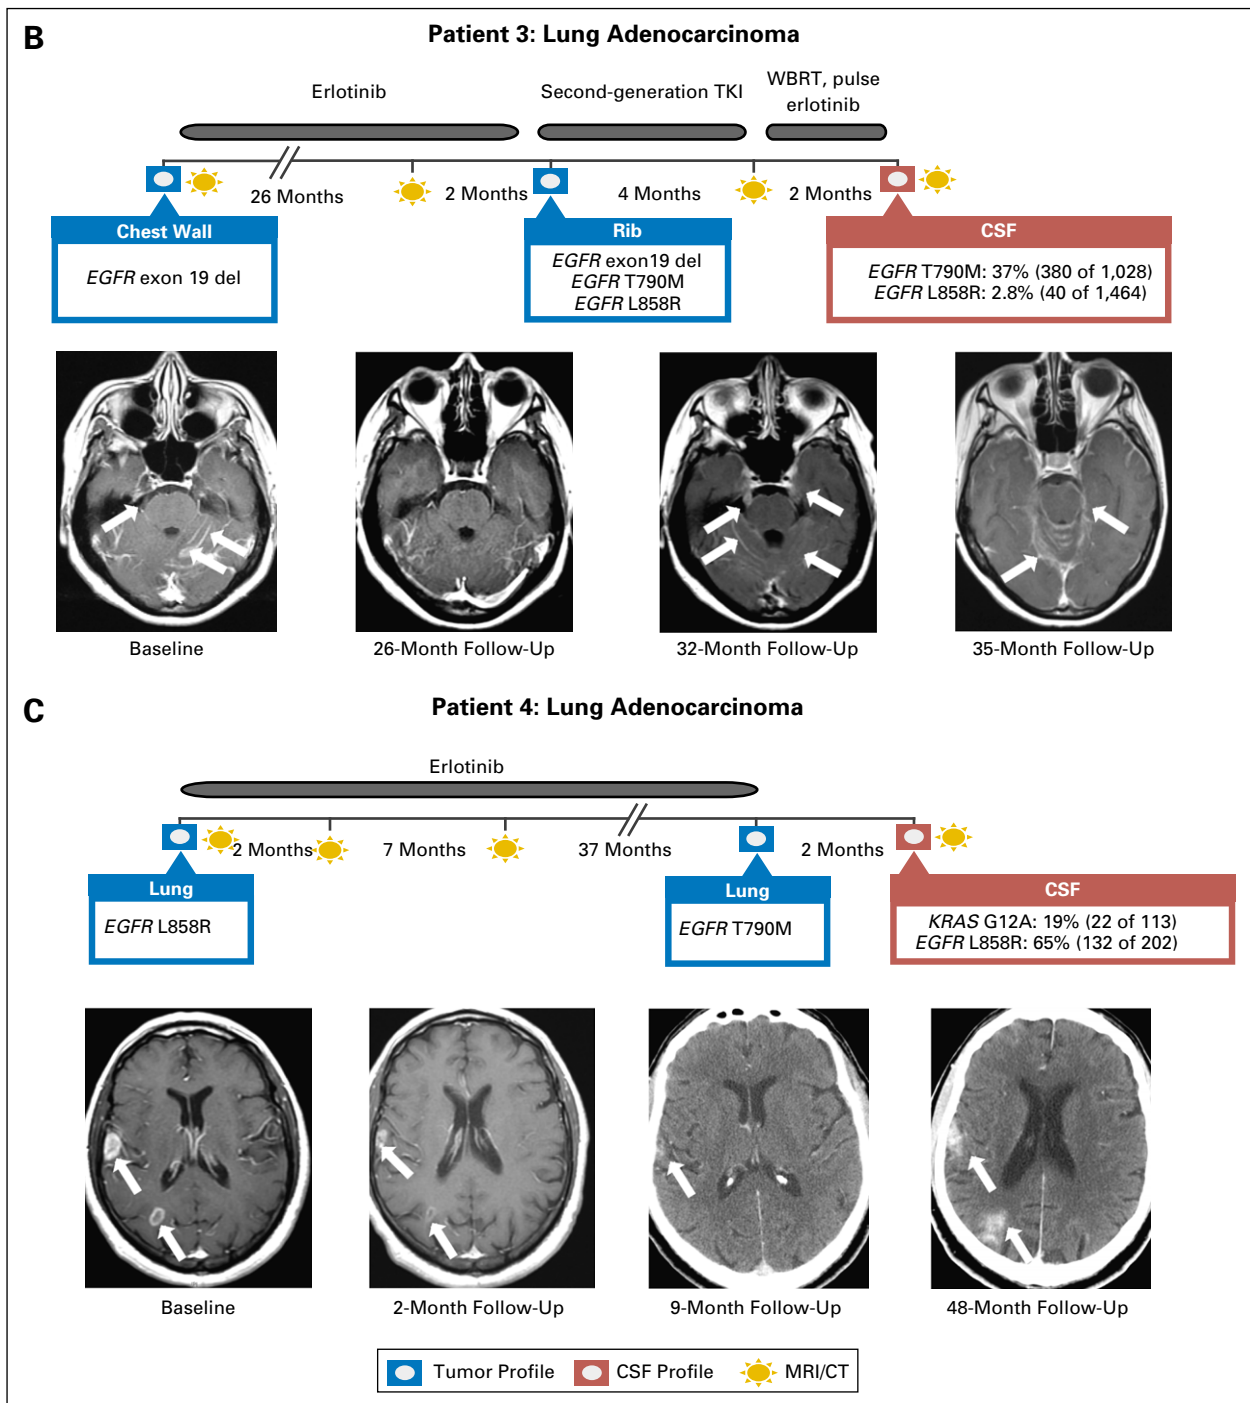 B
Patient 3: Lung Adenocarcinoma
Erlotinib
Second-generation TKI
WBRT, pulse
erlotinib
26 Months
2 Months
4 Months
2 Months
Chest Wall
EGFR exon 19 del
Rib
EGFR exon19 del
EGFR T790M
EGFR L858R
CSF
EGFR T790M: 37% (380 of 1,028)
EGFR L858R: 2.8% (40 of 1,464)
Baseline
26-Month Follow-Up
32-Month Follow-Up
35-Month Follow-Up
C
Patient 4: Lung Adenocarcinoma
Erlotinib
2 Months
7 Months
37 Months
2 Months
Lung
EGFR L858R
Lung
EGFR T790M
CSF
KRAS G12A: 19% (22 of 113)
EGFR L858R: 65% (132 of 202)
Baseline
2-Month Follow-Up
9-Month Follow-Up
48-Month Follow-Up
Tumor Profile
CSF Profile
MRI/CT